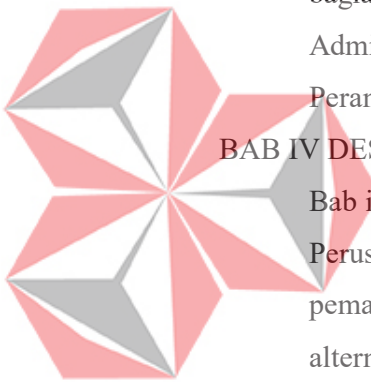 Admi
Peran
BAB IV DES
Bab i
Perus
pema
altern